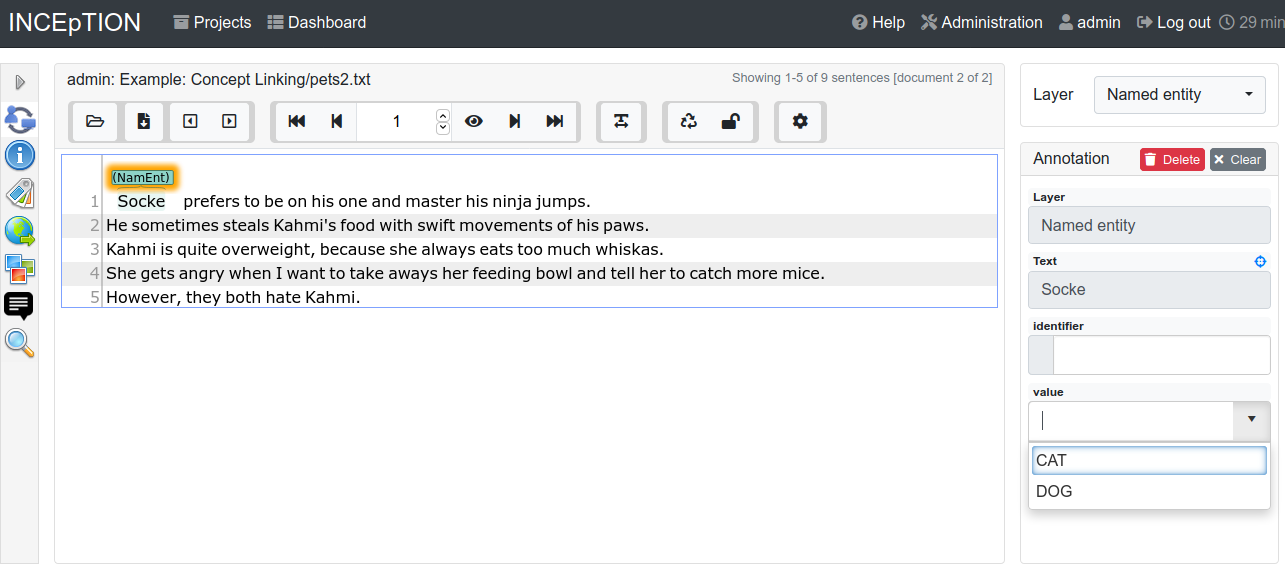 INCEpTION Projects Dashboard Help Administration admin Log out 29 min
admin: Example: Concept Linking/pets2.txt
Showing 1-5 of 9 sentences [document 2 of 2]
1
(NamEnt)
1 Socke prefers to be on his one and master his ninja jumps.
2 He sometimes steals Kahmi's food with swift movements of his paws.
3 Kahmi is quite overweight, because she always eats too much whiskas.
4 She gets angry when I want to take aways her feeding bowl and tell her to catch more mice.
5 However, they both hate Kahmi.
Layer Named entity
Annotation Delete Clear
Layer
Named entity
Text
Socke
identifier
value
CAT
DOG